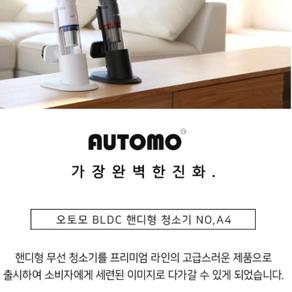 AUTOMO
가장완벽한진화.
오토모 BLDC 핸디형 청소기 NO,A4
핸디형 무선 청소기를 프리미엄 라인의 고급스러운 제품으로
출시하여 소비자에게 세련된 이미지로 다가갈 수 있게 되었습니다.